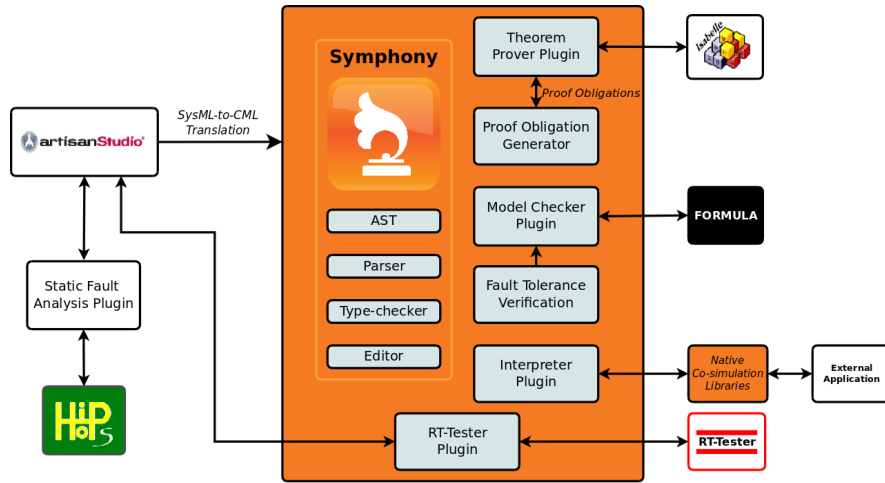 Symphony
AST
Parser
Type-checker
Editor
Theorem
Prover Plugin
Proof Obligations
Proof Obligation
Generator
Model Checker
Plugin
Fault Tolerance
Verification
Interpreter
Plugin
RT-Tester
Plugin
SysML-to-CML
Translation
artisanStudio
Static Fault
Analysis Plugin
HiP
HOPS
Isabelle
FORMULA
Native
Co-simulation
Libraries
External
Application
RT-Tester